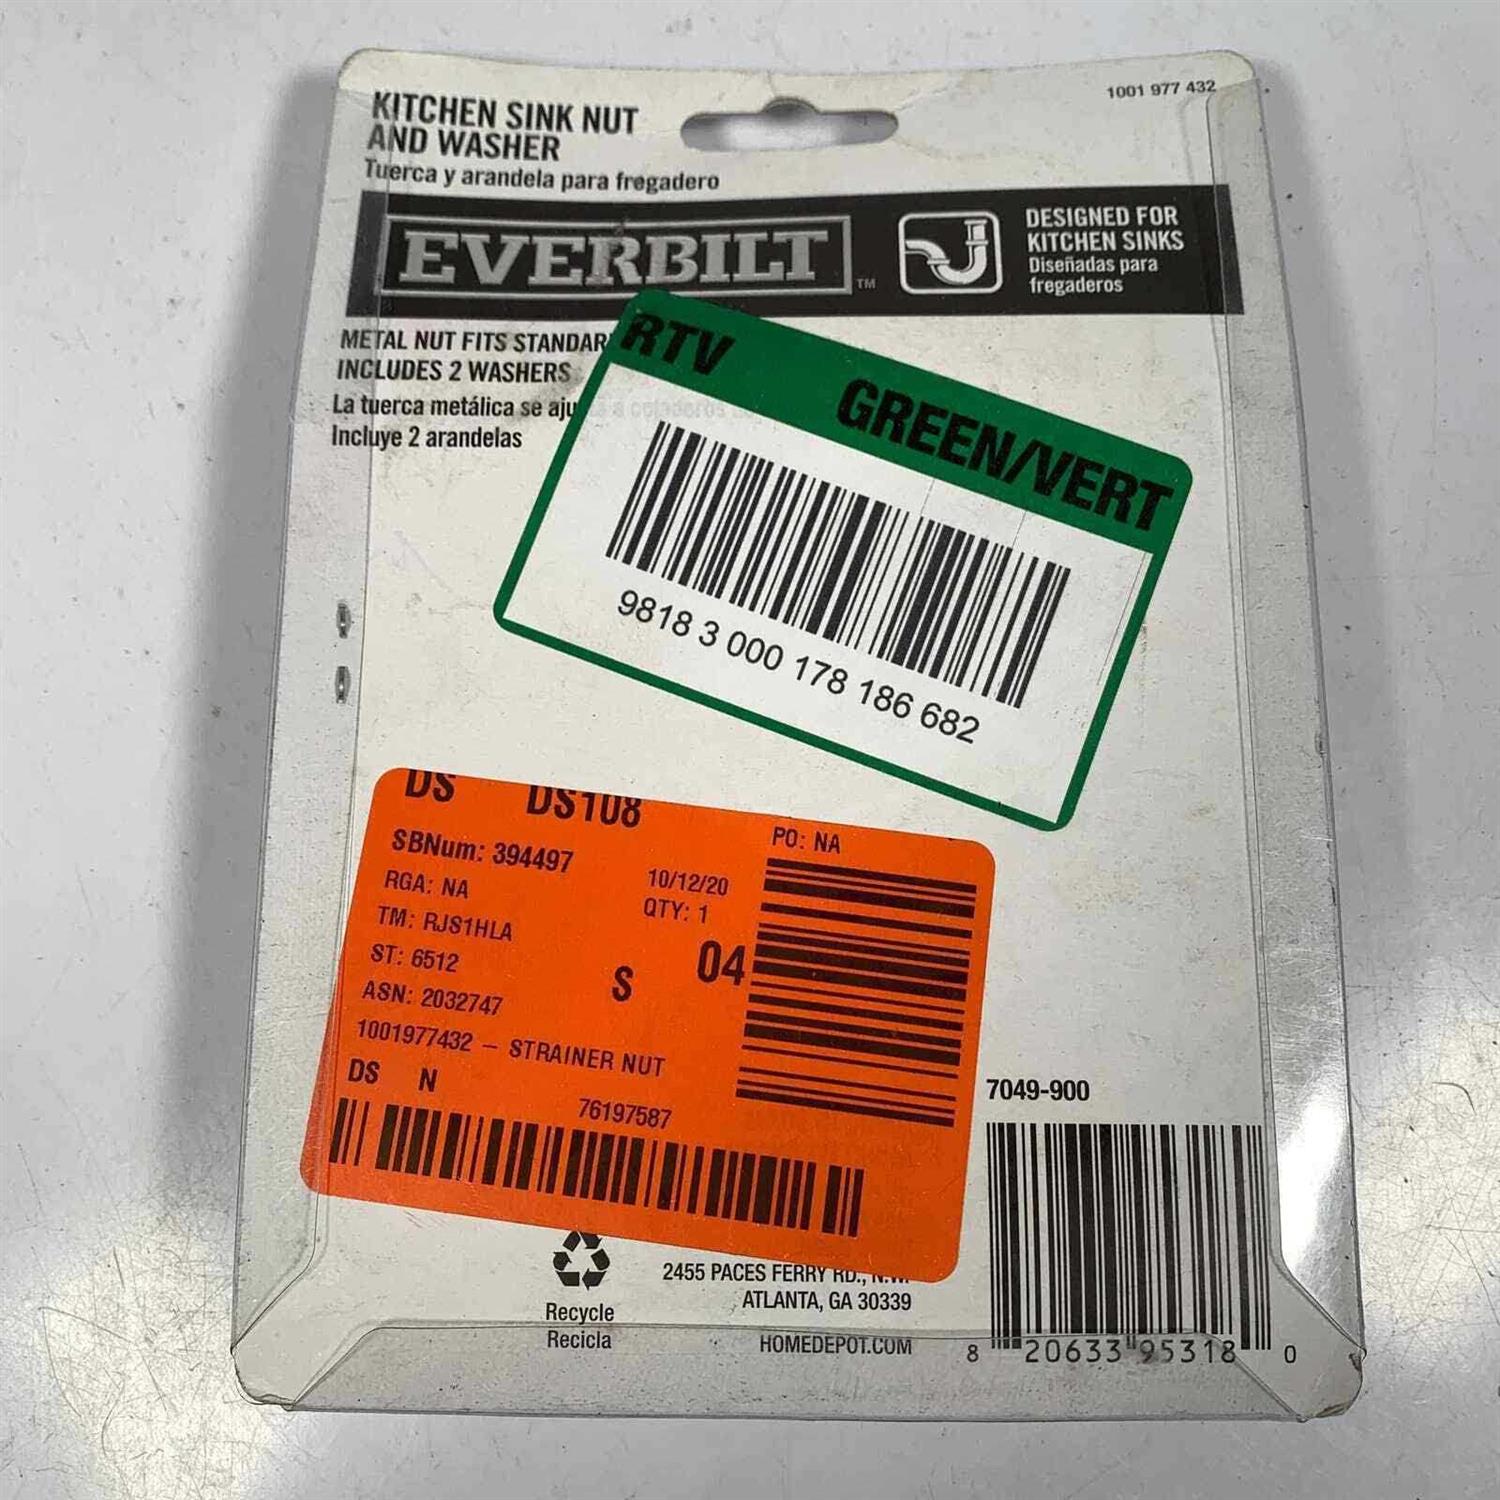 KITCHEN SINK NUT
AND WASHER
Tuerca y arandela para fregadero
1001 977 432
EVERBILT TM
DESIGNED FOR
KITCHEN SINKS
Diseñadas para
fregaderos
METAL NUT FITS STANDAR
INCLUDES 2 WASHERS
La tuerca metálica se aju
Incluye 2 arandelas
RTV
GREEN/VERT
9818 3 000 178 186 682
DS DS108
SBNum: 394497
PO: NA
RGA: NA
10/12/20
TM: RJS1HLA
QTY: 1
ST: 6512
S 04
ASN: 2032747
1001977432 – STRAINER NUT
DS N
76197587
7049-900
Recycle
Recicla
2455 PACES FERRY RD., N.W.
ATLANTA, GA 30339
HOMEDEPOT.COM
8 20633 95318 0